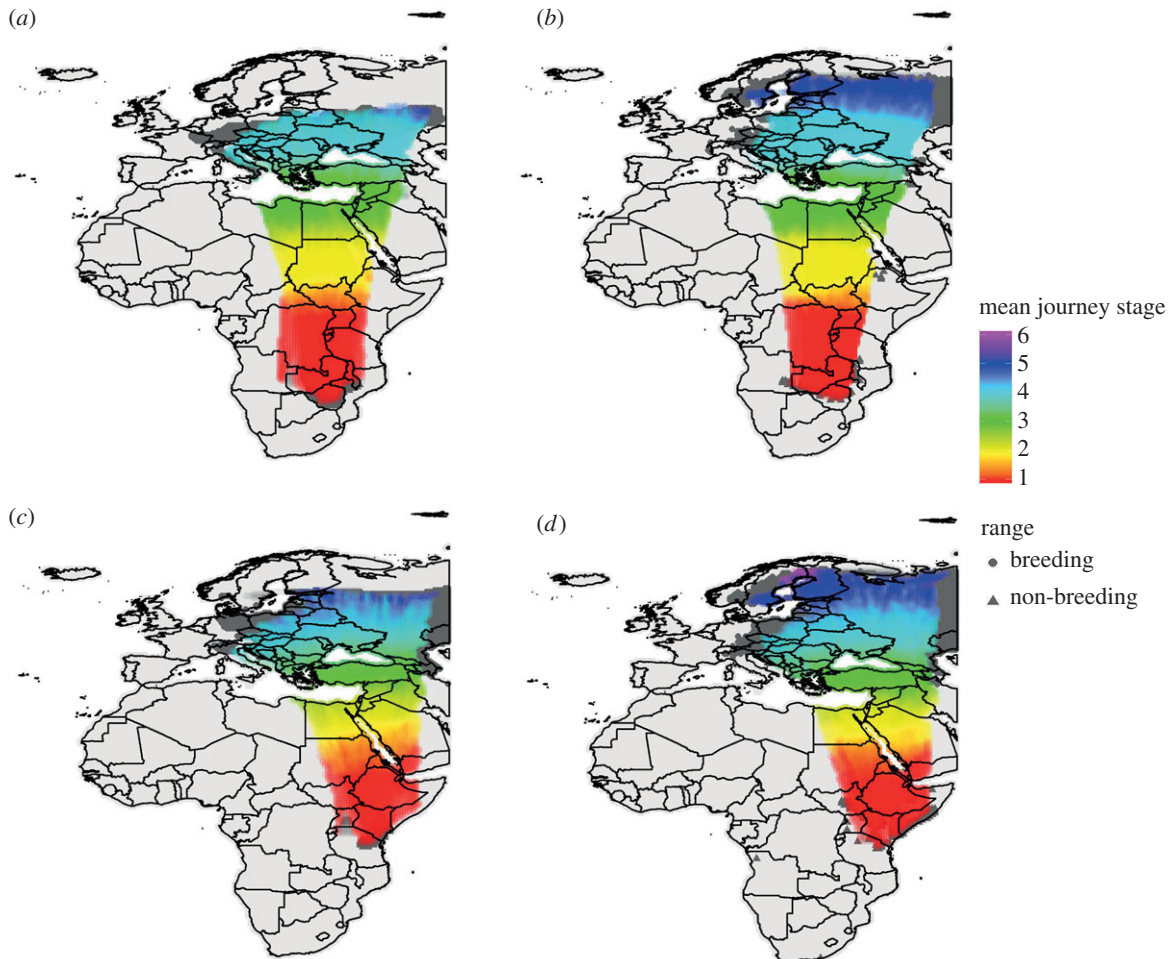 (a)
(b)
mean journey stage
6
5
4
3
2
1
(c)
(d)
range
breeding
non-breeding